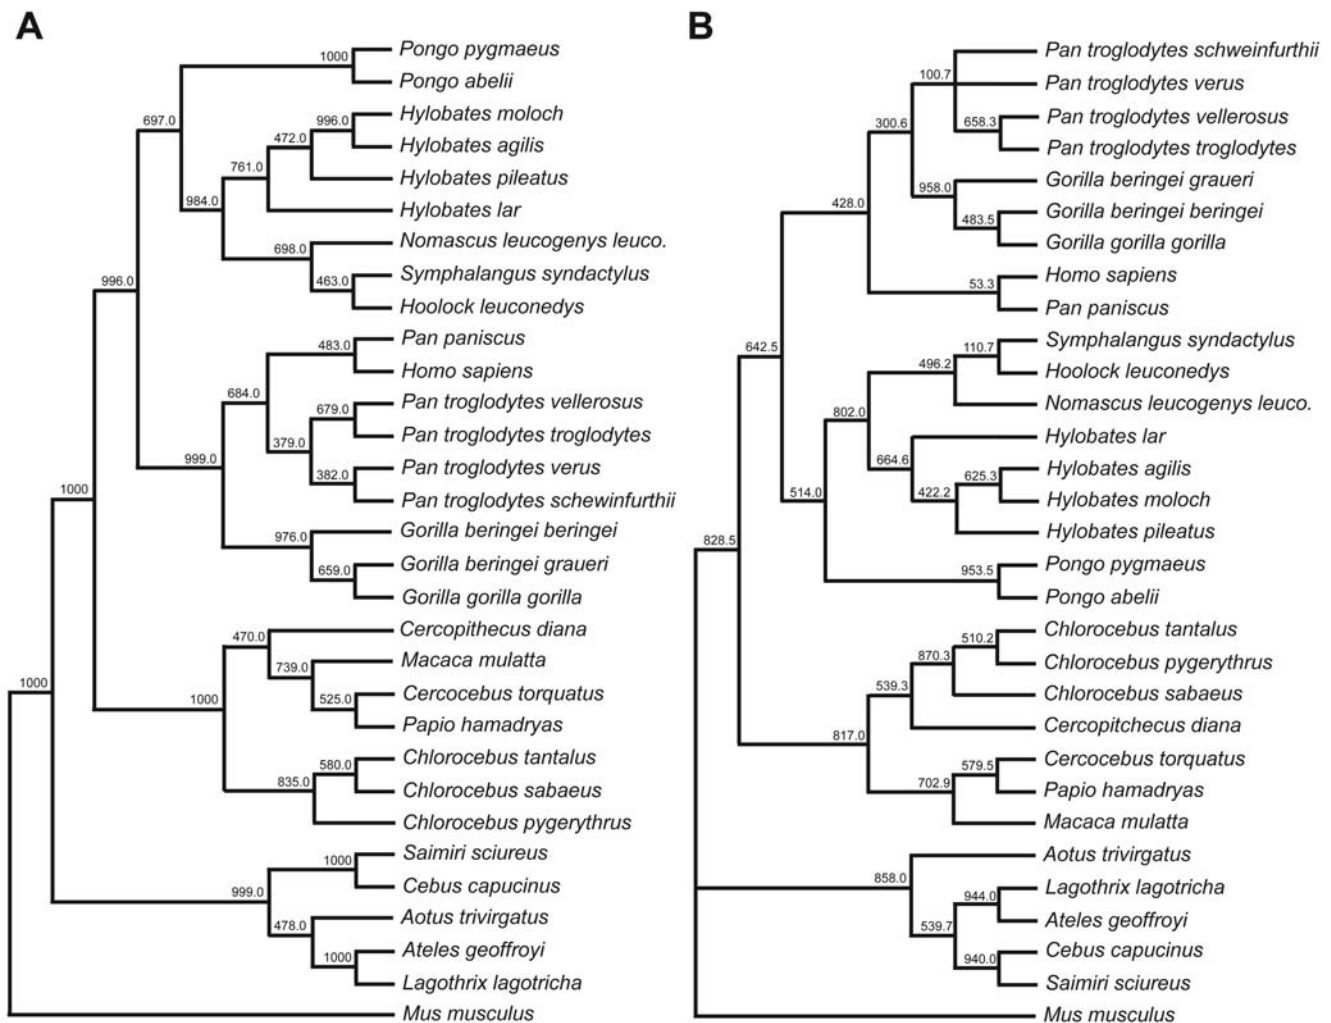 A
1000
Pongo pygmaeus
Pongo abelii
697.0
996.0
Hylobates moloch
472.0
Hylobates agilis
761.0
Hylobates pileatus
984.0
Hylobates lar
698.0
Nomascus leucogenys leuco.
Symphalangus syndactylus
463.0
996.0
Hoolock leuconedys
Pan paniscus
483.0
Homo sapiens
684.0
679.0
Pan troglodytes vellerosus
379.0
Pan troglodytes troglodytes
999.0
Pan troglodytes verus
382.0
1000
Pan troglodytes schewinfurthii
976.0
Gorilla beringei beringei
Gorilla beringei graueri
659.0
Gorilla gorilla gorilla
470.0
Cercopithecus diana
739.0
Macaca mulatta
1000
1000
525.0
Cercocebus torquatus
Papio hamadryas
580.0
Chlorocebus tantalus
835.0
Chlorocebus sabaeus
Chlorocebus pygerythrus
1000
Saimiri sciureus
999.0
Cebus capucinus
478.0
Aotus trivirgatus
1000
Ateles geoffroyi
Lagothrix lagotricha
Mus musculus
B
Pan troglodytes schweinfurthii
100.7
Pan troglodytes verus
300.6
658.3
Pan troglodytes vellerosus
Pan troglodytes troglodytes
958.0
Gorilla beringei graueri
428.0
483.5
Gorilla beringei beringei
Gorilla gorilla gorilla
53.3
Homo sapiens
Pan paniscus
642.5
110.7
Symphalangus syndactylus
496.2
Hoolock leuconedys
802.0
Nomascus leucogenys leuco.
Hylobates lar
664.6
625.3
Hylobates agilis
514.0
422.2
Hylobates moloch
Hylobates pileatus
828.5
953.5
Pongo pygmaeus
Pongo abelii
510.2
Chlorocebus tantalus
870.3
Chlorocebus pygerythrus
539.3
Chlorocebus sabaeus
817.0
Cercopitchecus diana
579.5
Cercocebus torquatus
702.9
Papio hamadryas
Macaca mulatta
858.0
Aotus trivirgatus
944.0
Lagothrix lagotricha
539.7
Ateles geoffroyi
940.0
Cebus capucinus
Saimiri sciureus
Mus musculus